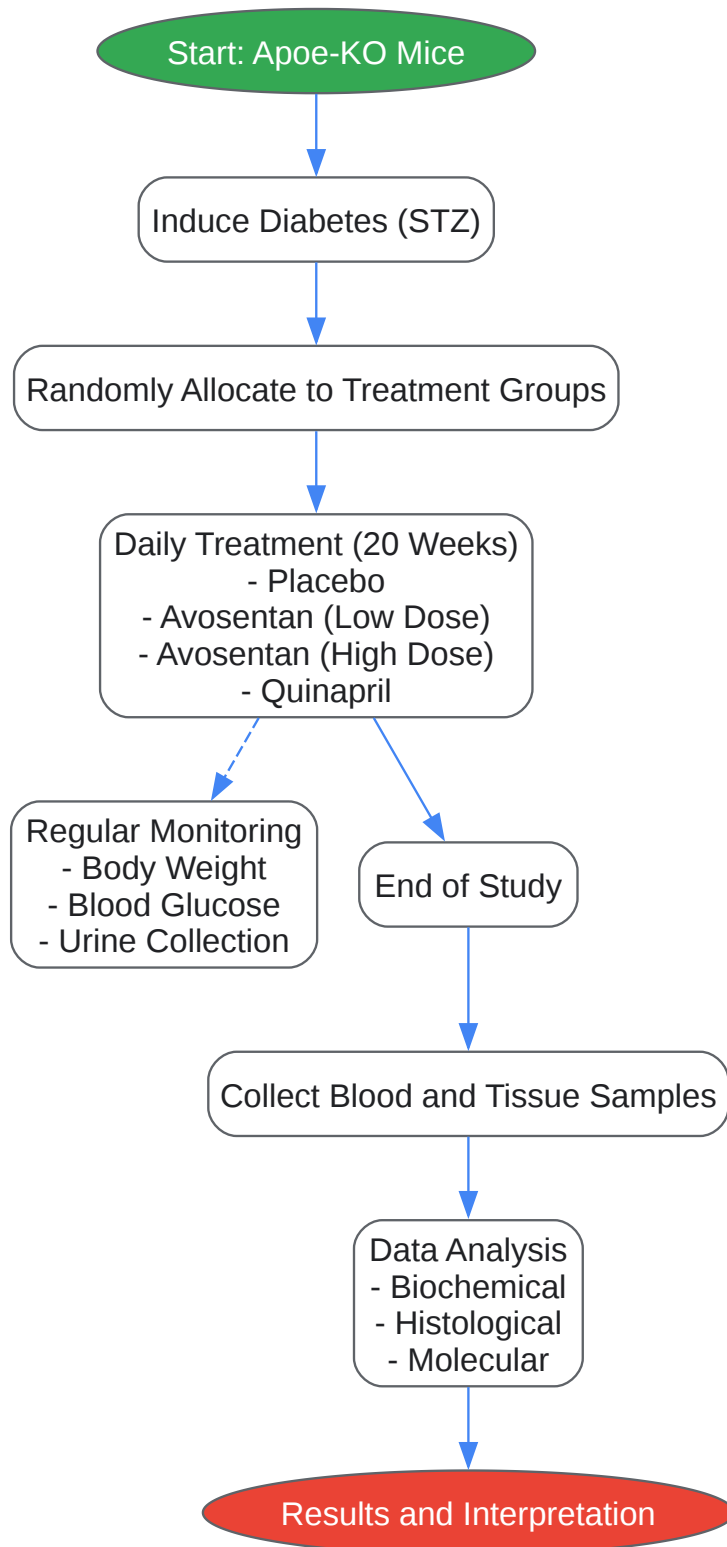 Start: Apoe-KO Mice
Induce Diabetes (STZ)
Randomly Allocate to Treatment Groups
Daily Treatment (20 Weeks)
- Placebo
- Avosentan (Low Dose)
- Avosentan (High Dose)
- Quinapril
Regular Monitoring
- Body Weight
- Blood Glucose
- Urine Collection
End of Study
Collect Blood and Tissue Samples
Data Analysis
- Biochemical
- Histological
- Molecular
Results and Interpretation